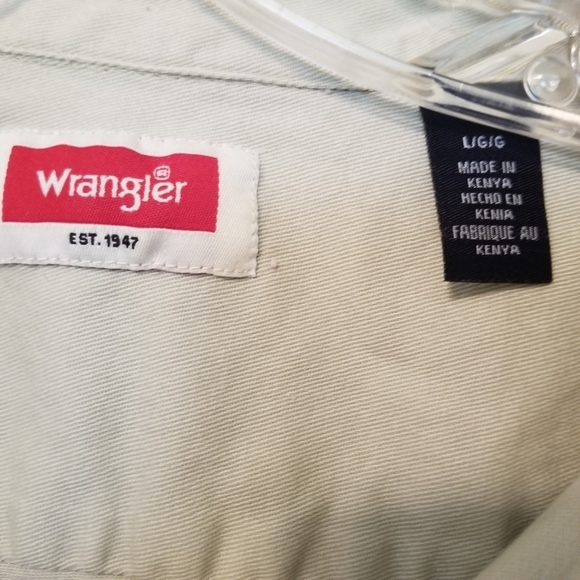 Wrangler®
EST. 1947
L/G/G
MADE IN
KENYA
HECHO EN
KENIA
FABRIQUE AU
KENYA